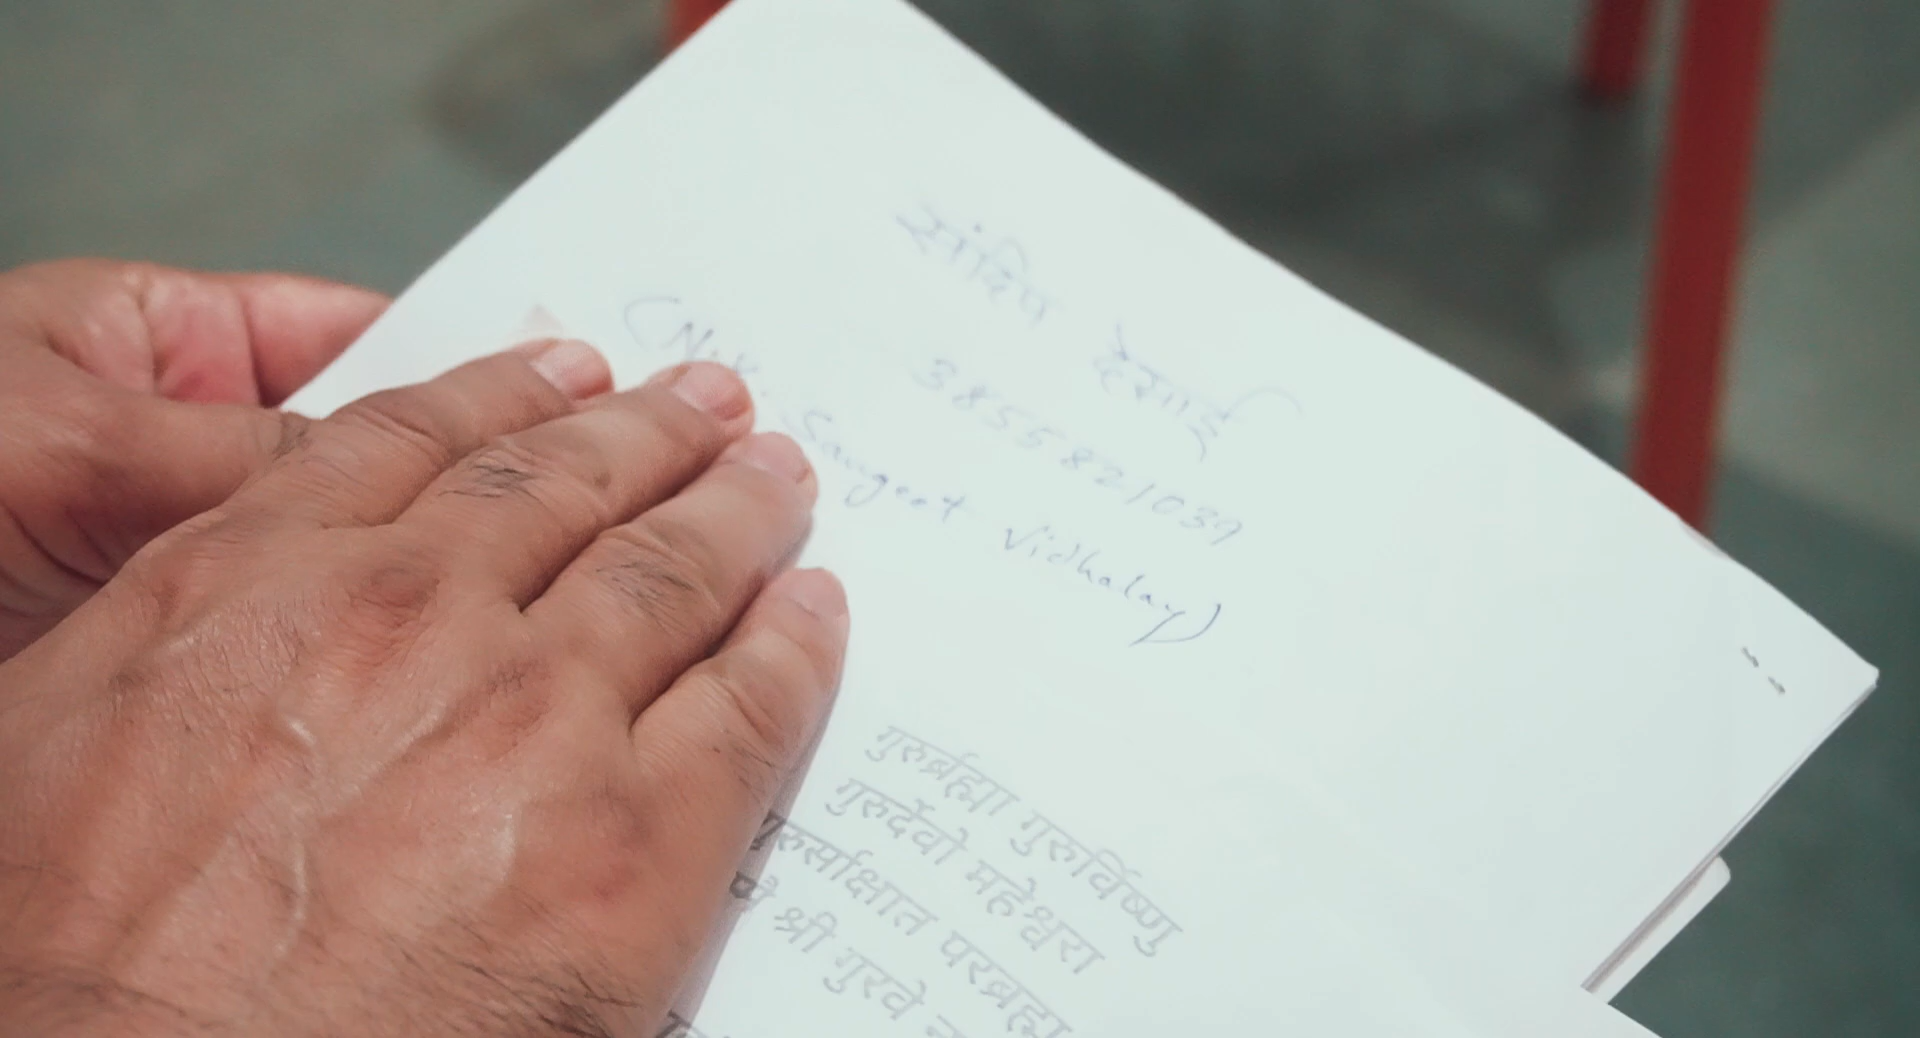 सांदिप देसाई
3855821039
(N.X. Sangeet Vidhalay)
गुरुर्ब्रह्मा गुरुर्विष्णु
गुरुर्देवो महेश्वरा
गुरुर्साक्षात परब्रह्म
श्री गुरवे